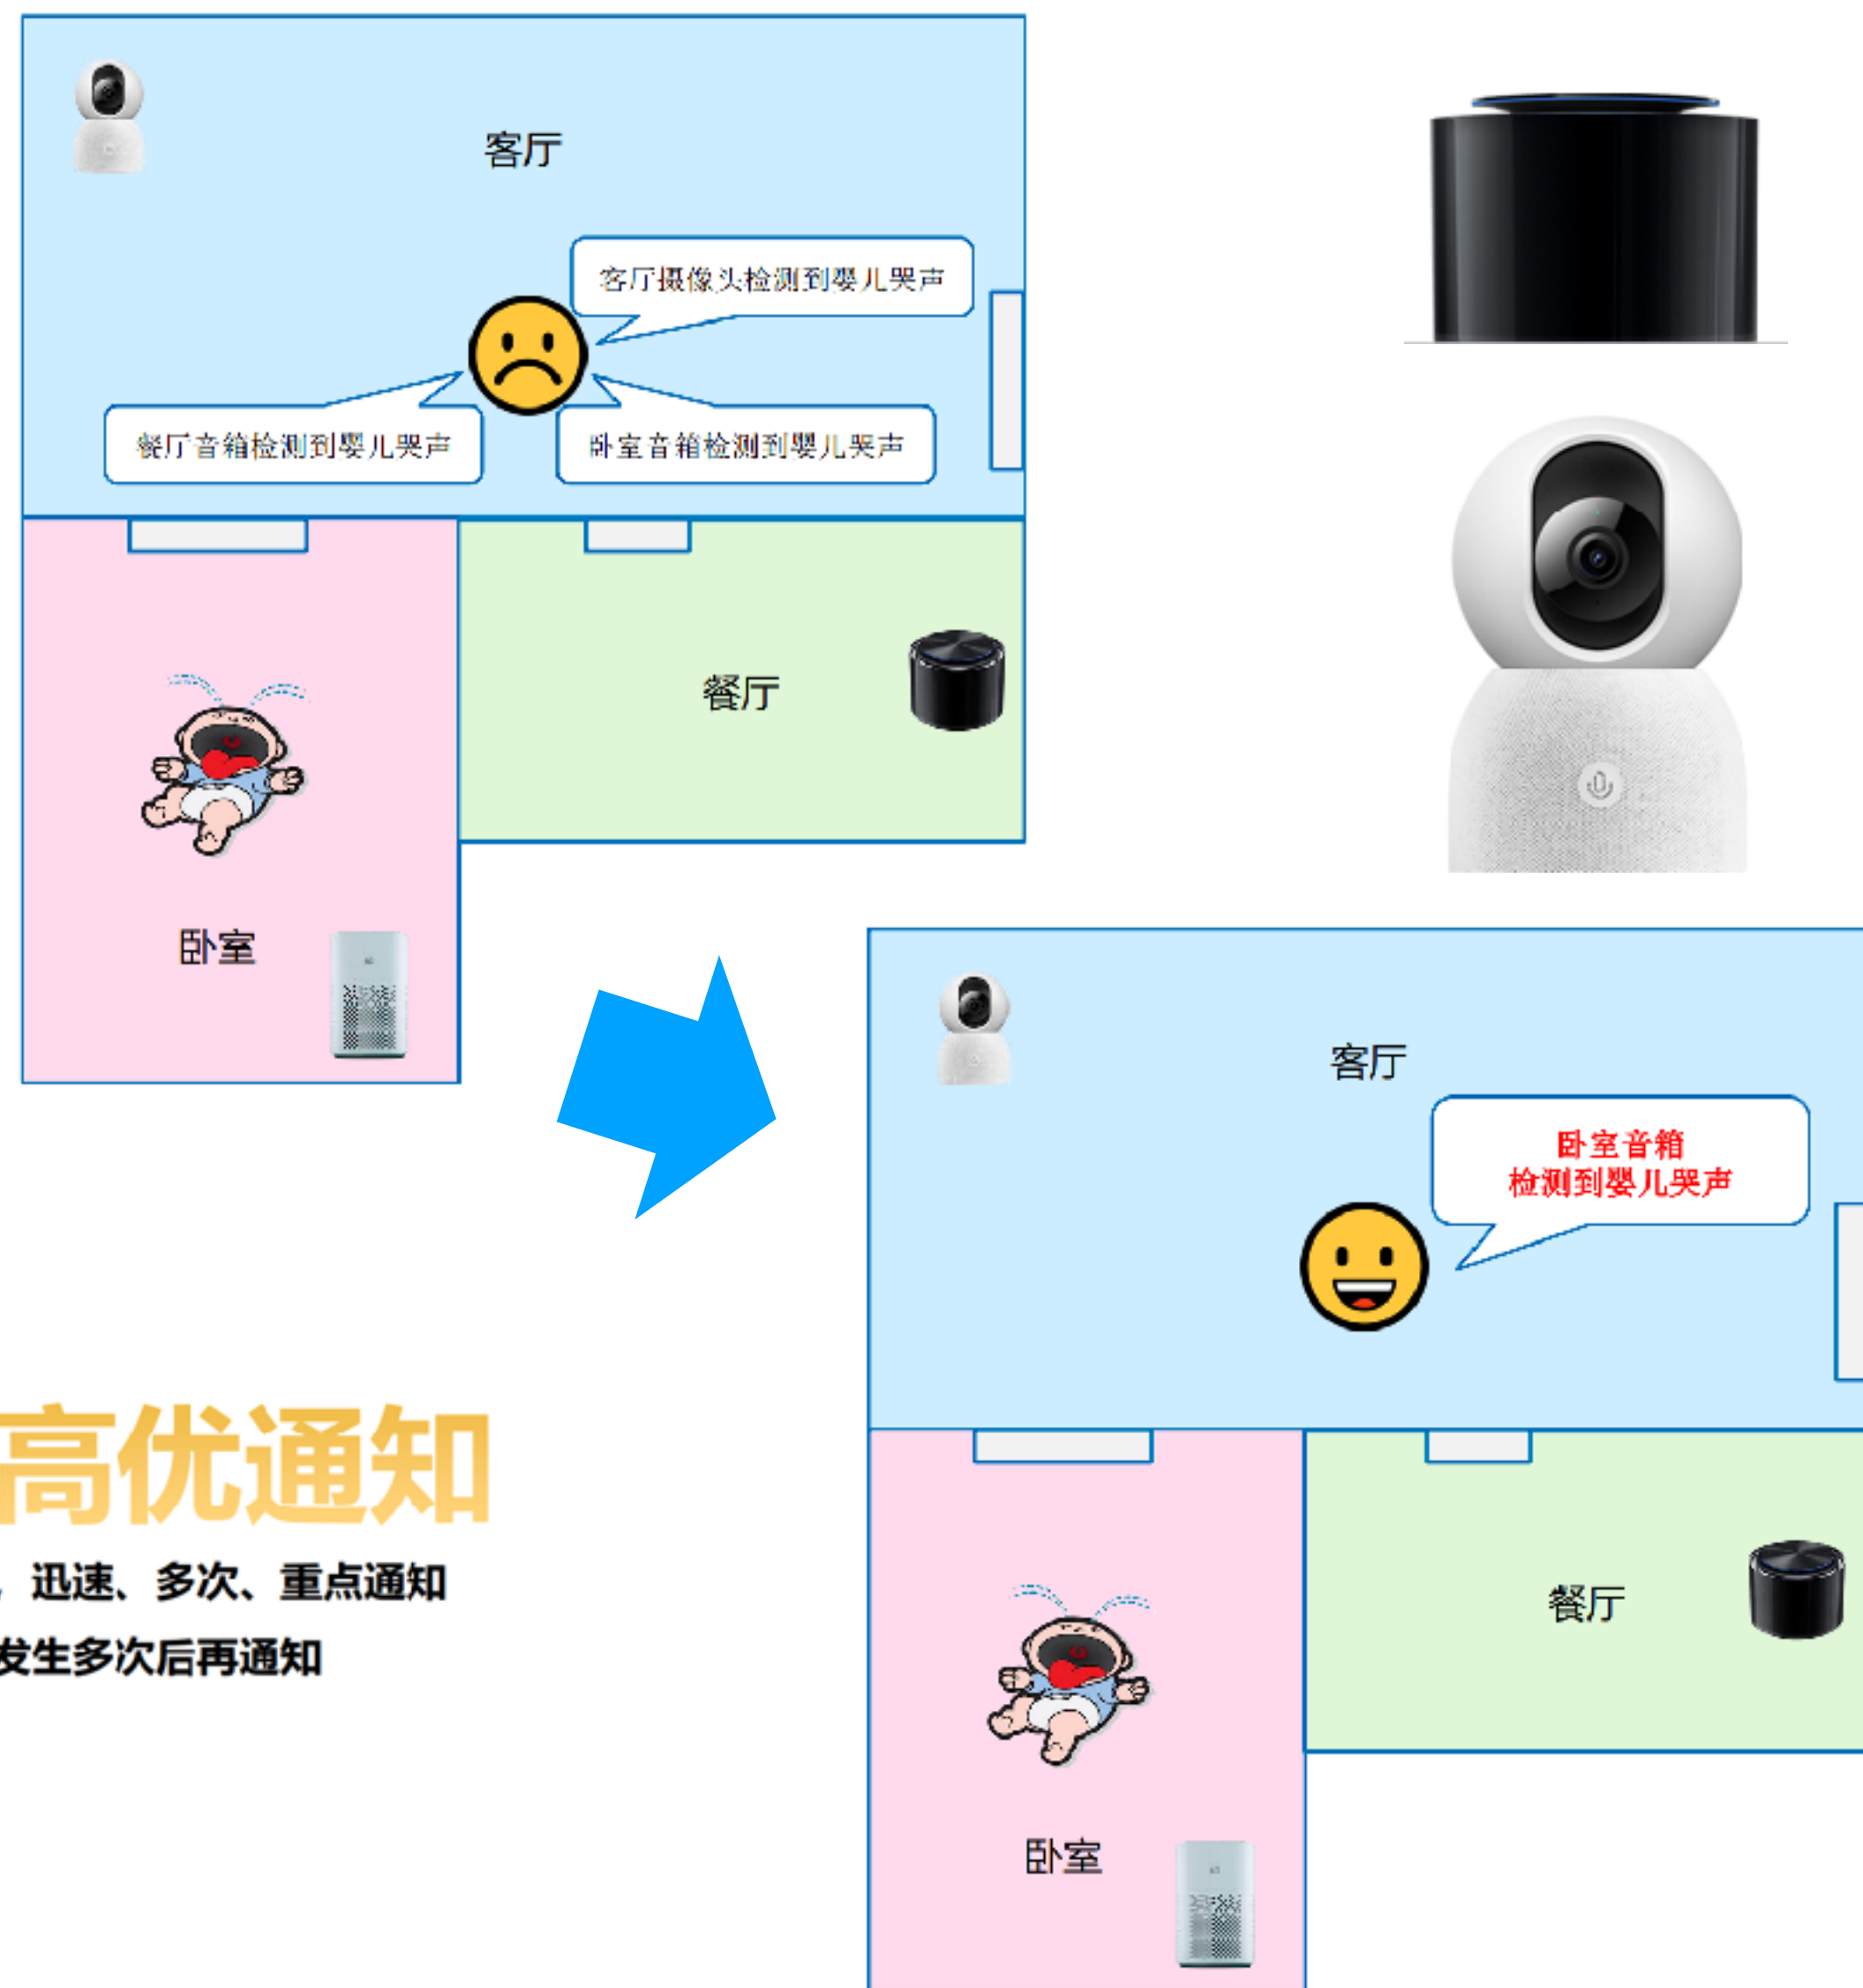 客厅
客厅摄像头检测到婴儿哭声
餐厅音箱检测到婴儿哭声
卧室音箱检测到婴儿哭声
餐厅
卧室
客厅
卧室音箱
检测到婴儿哭声
高优通知
、迅速、多次、重点通知
发生多次后再通知
餐厅
卧室